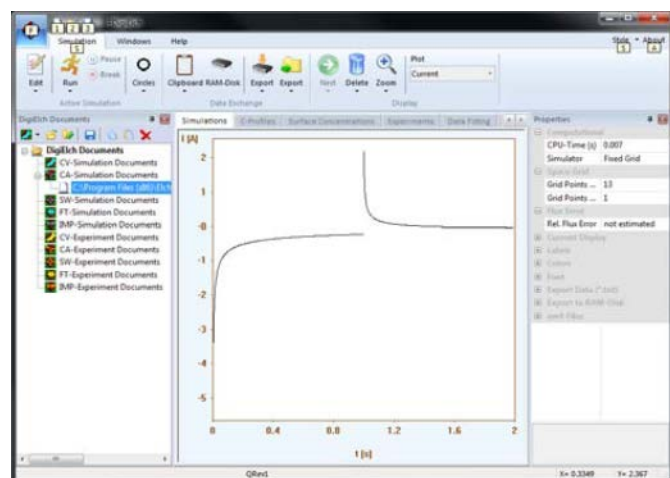 F
1 2 3
Simulation Windows Help
S
Style About
S A
Edit
Run
Pause
Break
Circles
Clipboard RAM-Disk Export Export
Next Delete Zoom
Plot
Current
Active Simulation
Data Exchange
Display
DigiElch Documents
DigiElch Documents
CV-Simulation Documents
CA-Simulation Documents
C:\Program Files (x86)\Elch
SW-Simulation Documents
FT-Simulation Documents
IMP-Simulation Documents
CV-Experiment Documents
CA-Experiment Documents
SW-Experiment Documents
FT-Experiment Documents
IMP-Experiment Documents
Simulations C-Profiles Surface Concentrations Experiments Data Fitting
I [A]
2
1
-0
-1
-2
-3
-4
-5
0 0.4 0.8 1.2 1.6 2
t [s]
Properties
Computational
CPU-Time (s) 0.007
Simulator Fixed Grid
Space Grid
Grid Points ... 13
Grid Points ... 1
Flux Error
Rel. Flux Error not estimated
Current Display
Labels
Colors
Font
Export Data (*.txt)
Export to RAM-Disk
QRev1
X= 0.3349 Y= 2.367